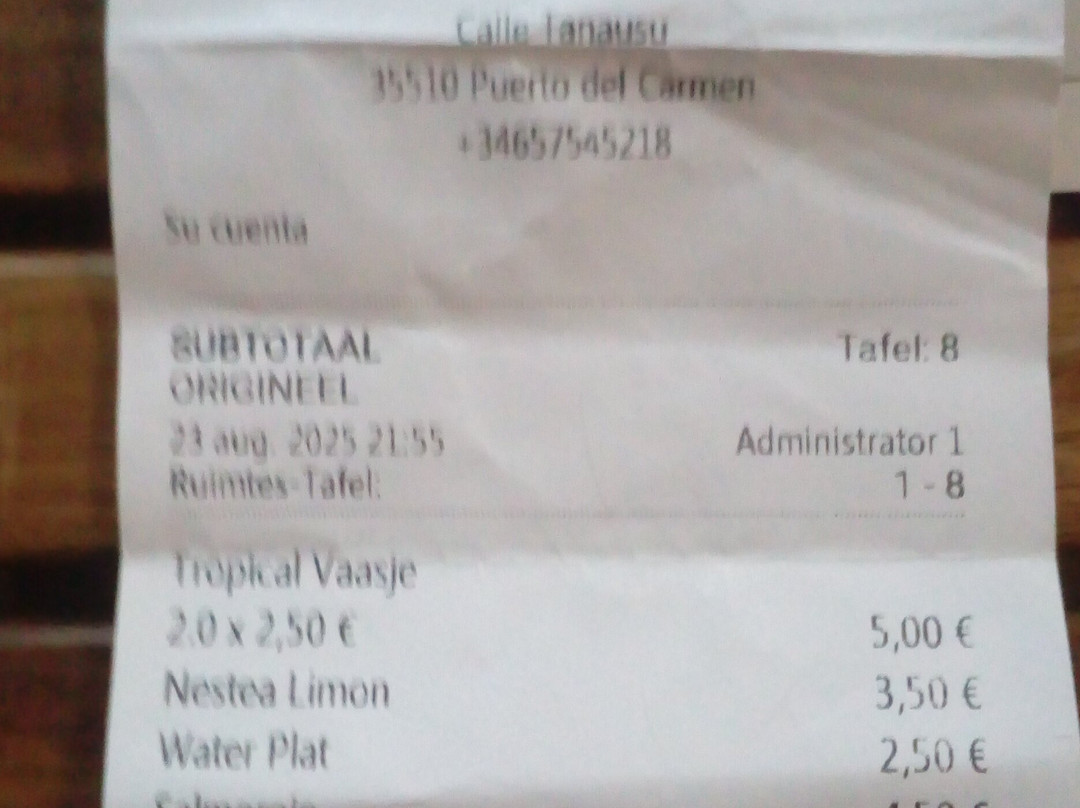 Calle Tanausu
35510 Puerto del Carmen
+34657545218
Su cuenta
SUBTOTAAL Tafel: 8
ORIGINEEL
23 aug. 2025 21:55 Administrator 1
Ruimtes-Tafel: 1 - 8
Tropical Vaasje
2.0 x 2,50 € 5,00 €
Nestea Limon 3,50 €
Water Plat 2,50 €